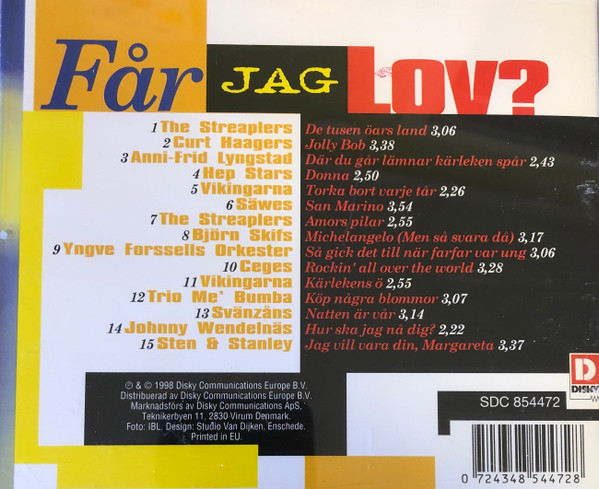 Får JAG Lov?
1 The Streaplers De tusen öars land 3,06
2 Curt Haagers Jolly Bob 3,38
3 Anni-Frid Lyngstad Där du går lämnar kärleken spår 2,43
4 Hep Stars Donna 2,50
5 Vikingarna Torka bort varje tår 2,26
6 Säwes San Marino 3,54
7 The Streaplers Amors pilar 2,55
8 Björn Skifs Michelangelo (Men så svara då) 3,17
9 Yngve Forssells Orkester Så gick det till när farfar var ung 3,06
10 Ceges Rockin' all over the world 3,28
11 Vikingarna Kärlekens ö 2,55
12 Trio Me' Bumba Köp några blommor 3,07
13 Svänzåns Natten är vår 3,14
14 Johnny Wendelnäs Hur ska jag nå dig? 2,22
15 Sten & Stanley Jag vill vara din, Margareta 3,37
℗ & © 1998 Disky Communications Europe B.V.
Distribuerad av Disky Communications Europe B.V.
Marknadsförs av Disky Communications ApS.
Teknikerbyen 11, 2830 Virum Denmark.
Foto: IBL. Design: Studio Van Dijken, Enschede.
Printed in EU.
D
DISKY
SDC 854472
0 724348 544728